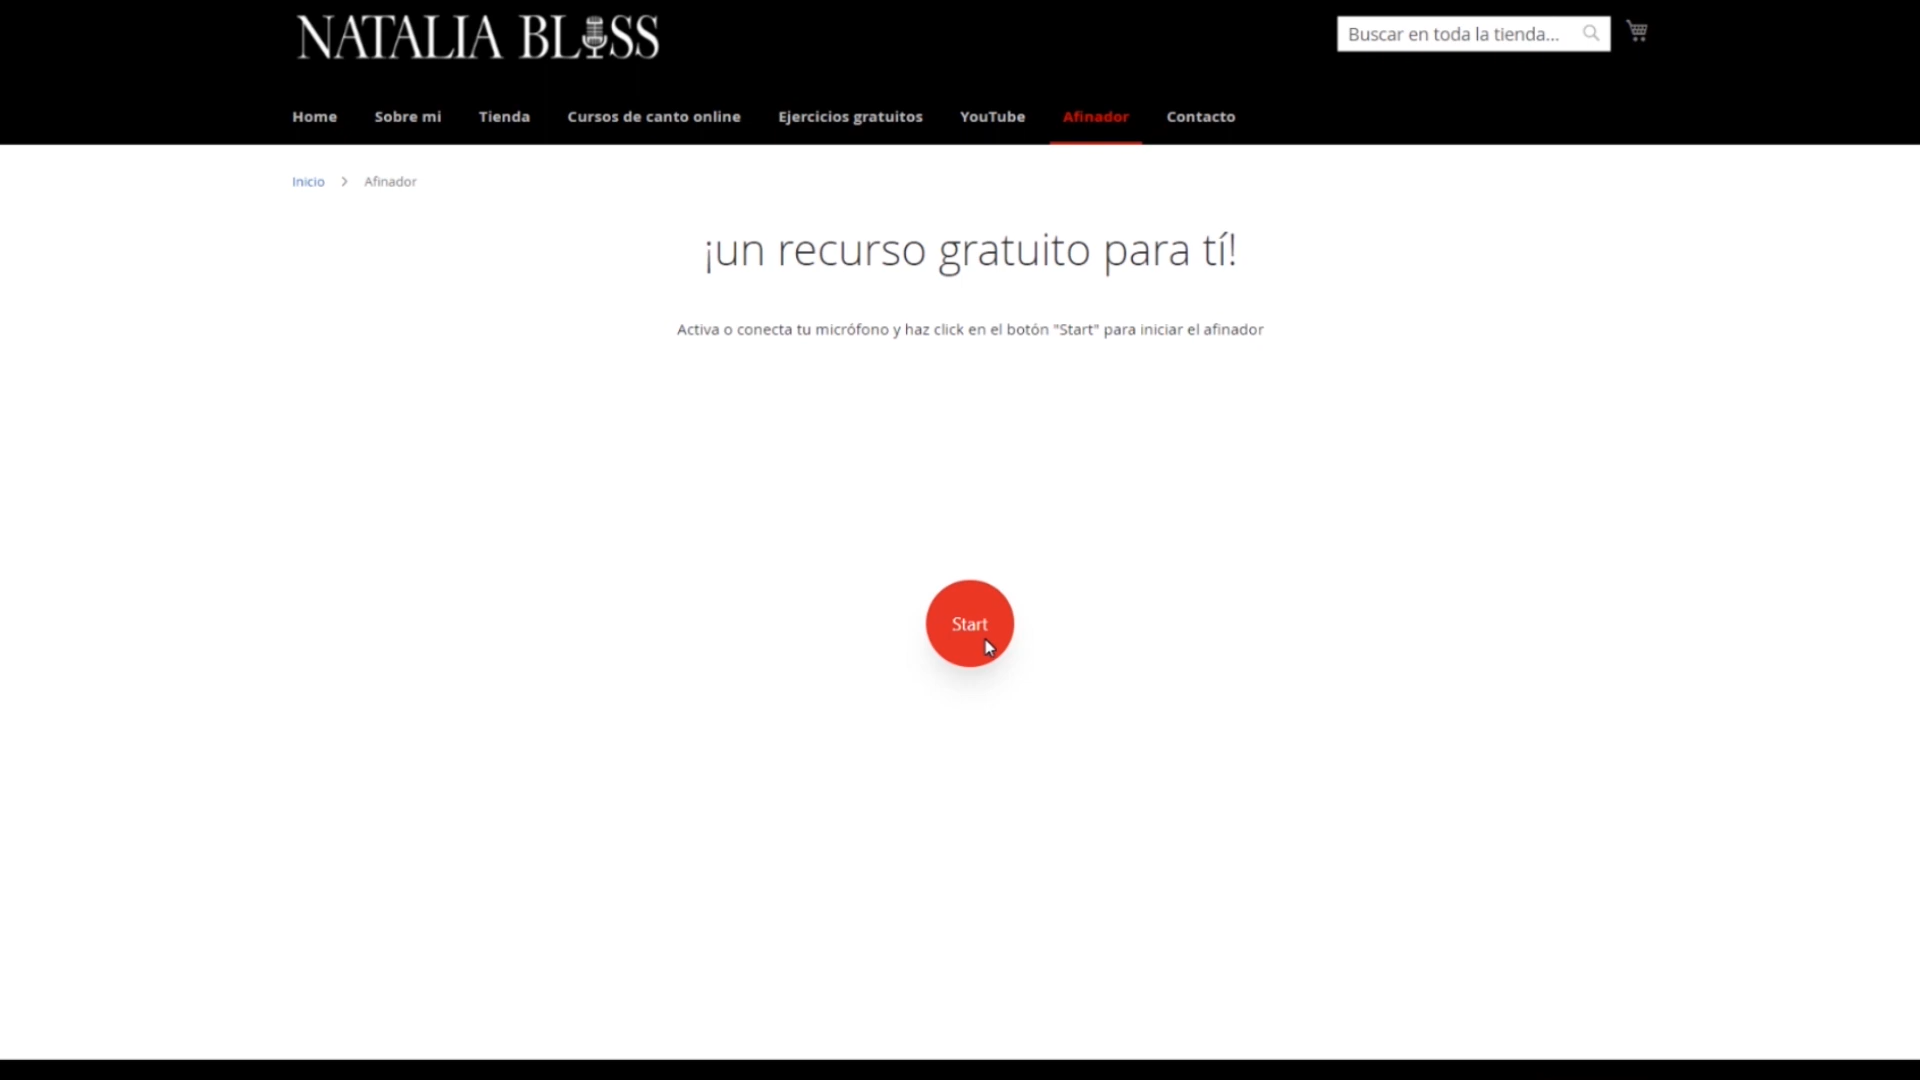 NATALIA BLISS
Buscar en toda la tienda...
Home Sobre mi Tienda Cursos de canto online Ejercicios gratuitos YouTube Afinador Contacto
Inicio > Afinador
¡un recurso gratuito para tí!
Activa o conecta tu micrófono y haz click en el botón "Start" para iniciar el afinador
Start